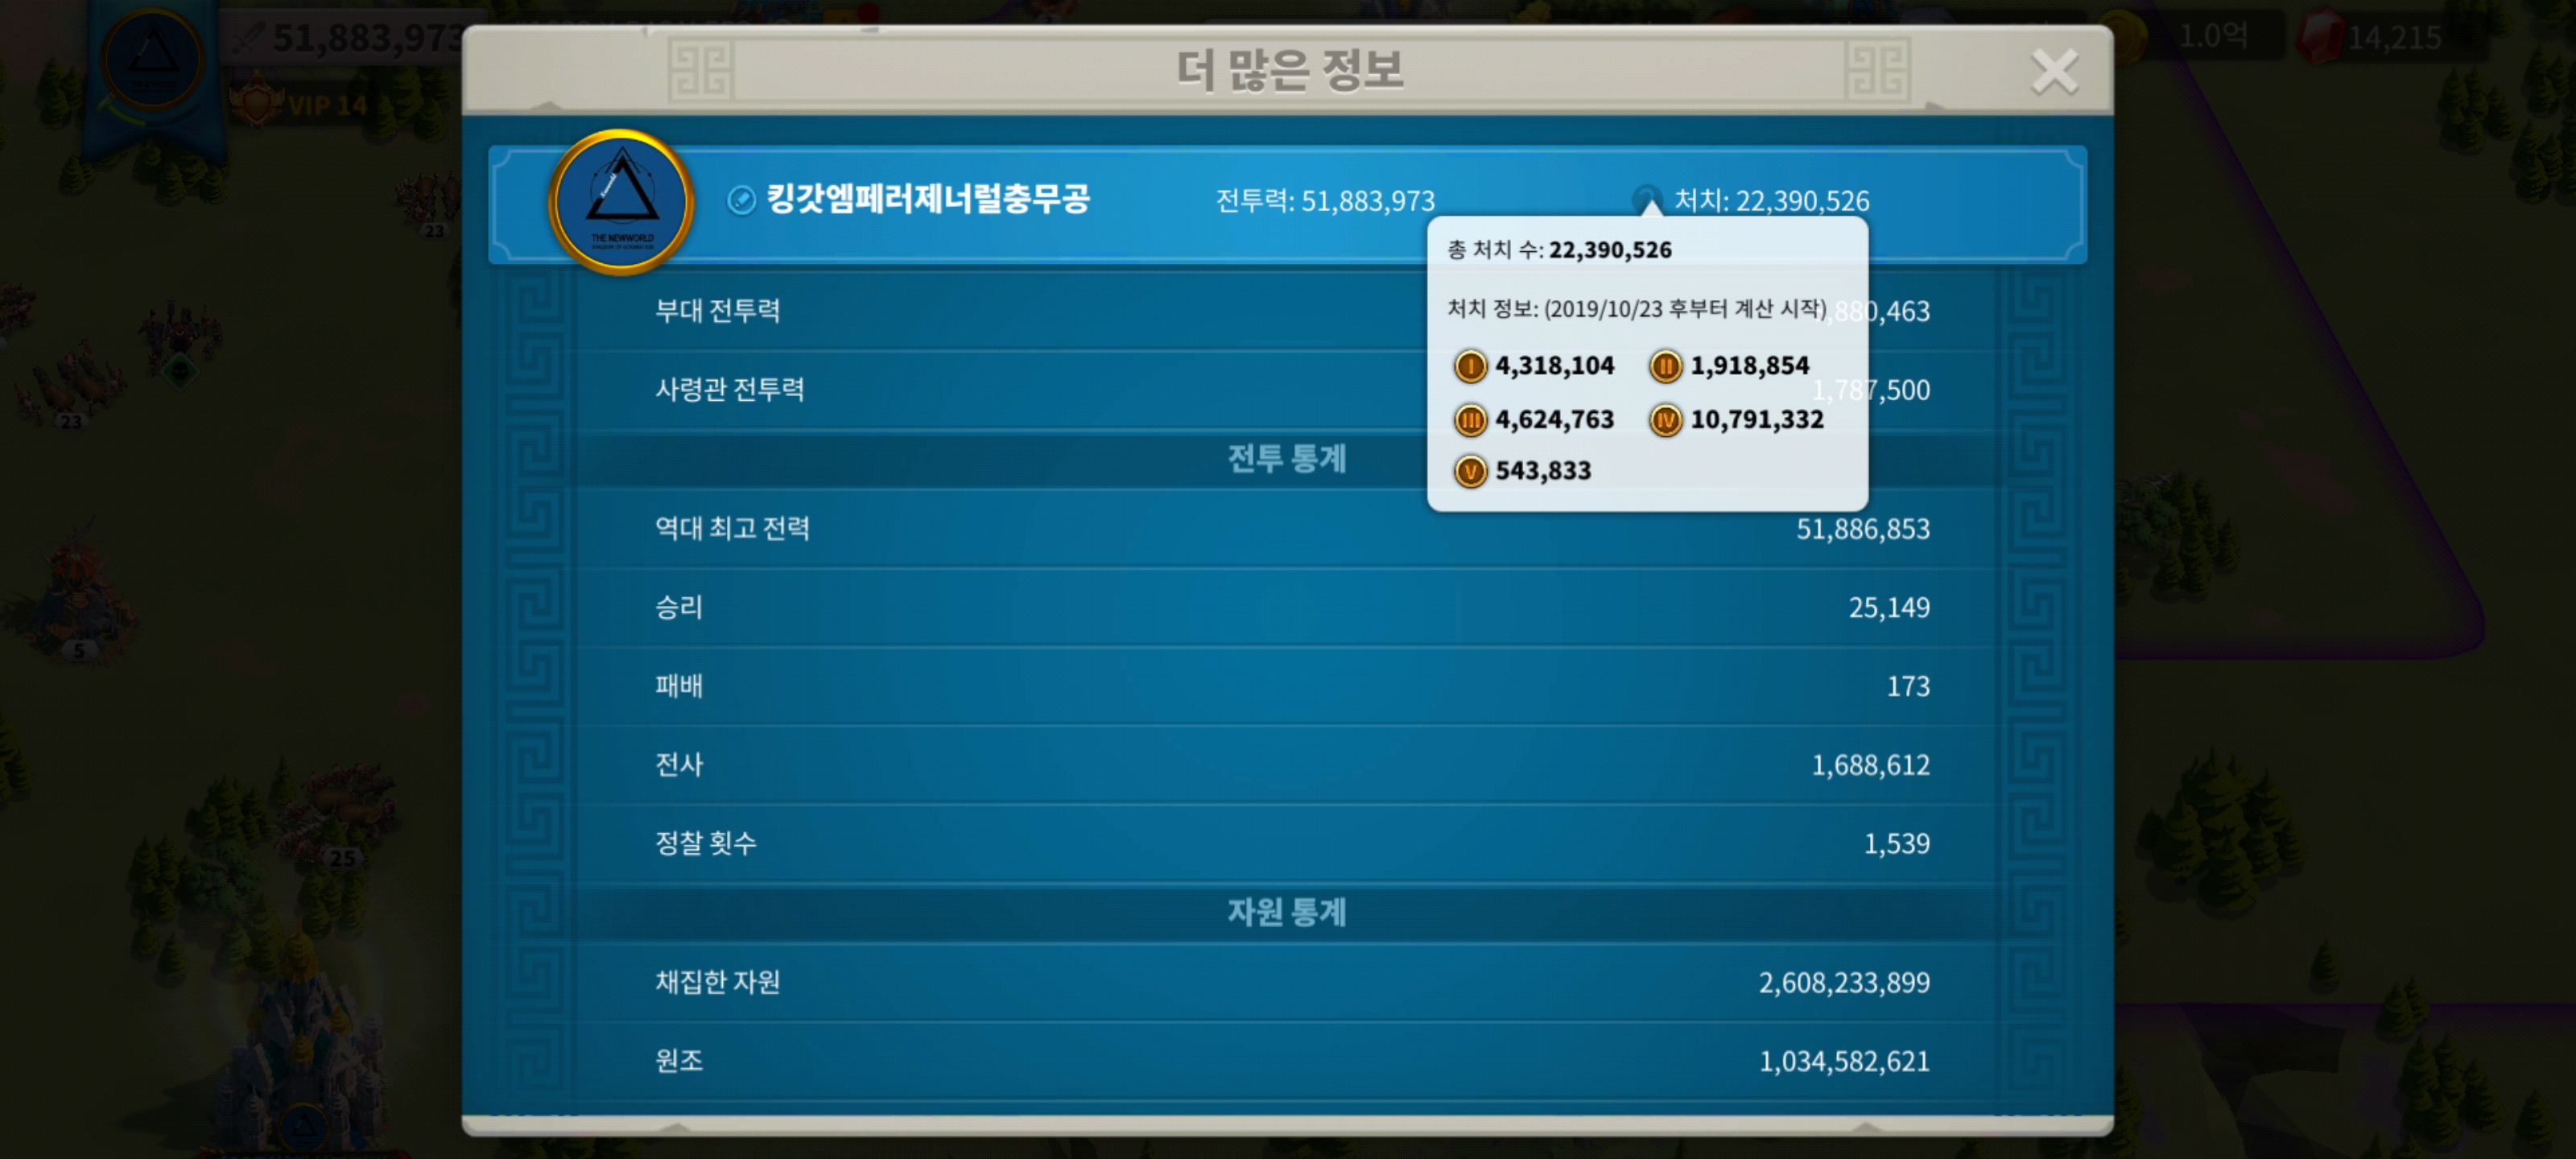 51,883,973
VIP 14
더 많은 정보
1.0억
14,215
THE NEWWORLD
킹갓엠페러제너럴충무공
전투력: 51,883,973
처치: 22,390,526
총 처치 수: 22,390,526
처치 정보: (2019/10/23 후부터 계산 시작)
I 4,318,104 II 1,918,854
III 4,624,763 IV 10,791,332
V 543,833
부대 전투력
사령관 전투력 1,787,500
전투 통계
역대 최고 전력 51,886,853
승리 25,149
패배 173
전사 1,688,612
정찰 횟수 1,539
자원 통계
채집한 자원 2,608,233,899
원조 1,034,582,621
23
23
5
25